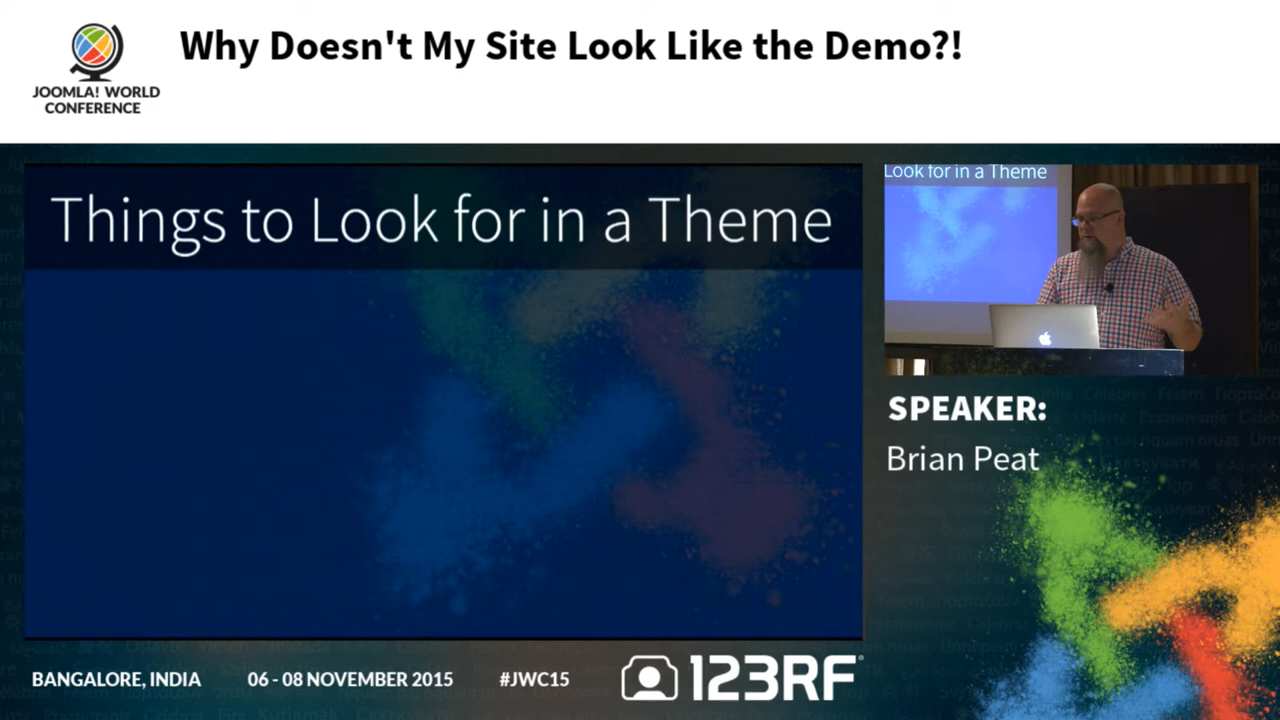 Why Doesn't My Site Look Like the Demo?!
JOOMLA! WORLD
CONFERENCE
Things to Look for in a Theme
Look for in a Theme
SPEAKER:
Brian Peat
BANGALORE, INDIA
06 - 08 NOVEMBER 2015
#JWC15
123RF